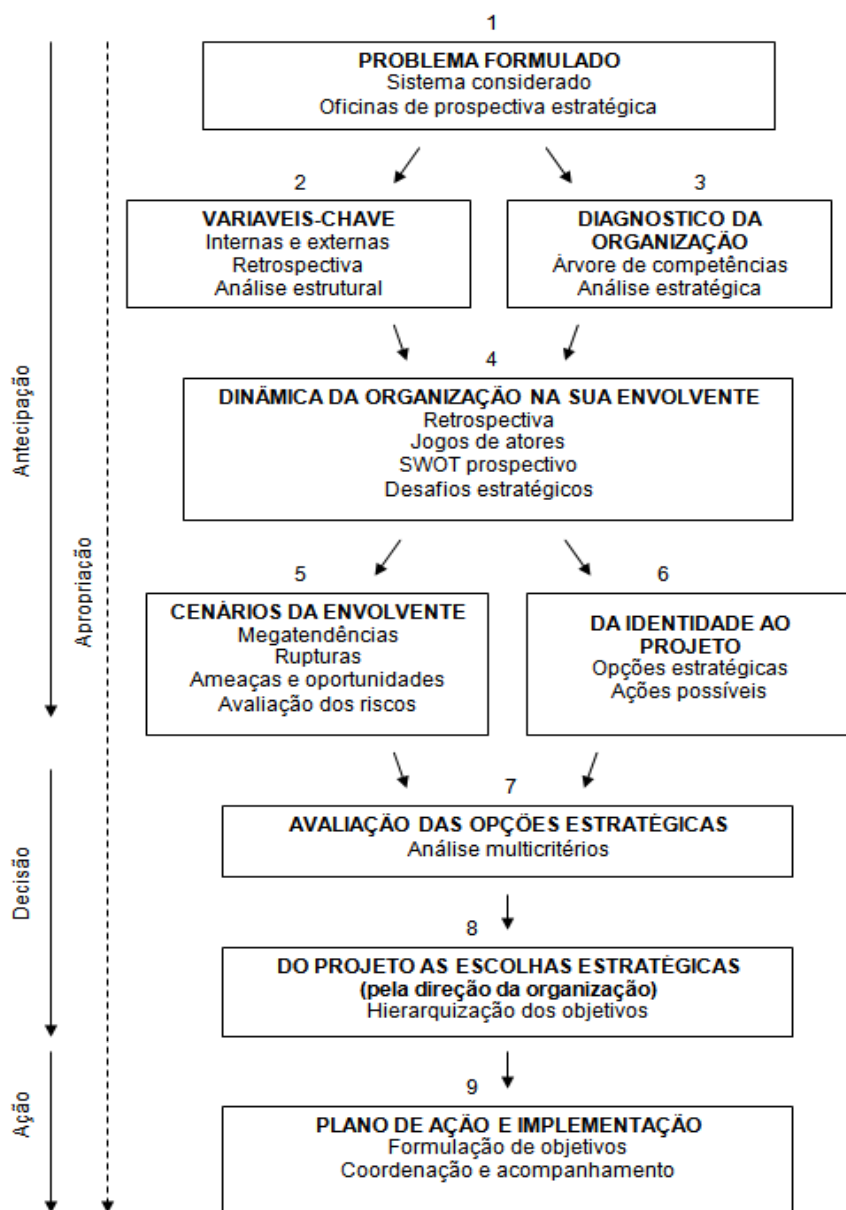 1
PROBLEMA FORMULADO
Sistema considerado
Oficinas de prospectiva estratégica
2
VARIAVEIS-CHAVE
Internas e externas
Retrospectiva
Análise estrutural
3
DIAGNOSTICO DA
ORGANIZAÇÃO
Árvore de competências
Análise estratégica
4
DINÂMICA DA ORGANIZAÇÃO NA SUA ENVOLVENTE
Retrospectiva
Jogos de atores
SWOT prospectivo
Desafios estratégicos
5
CENÁRIOS DA ENVOLVENTE
Megatendências
Rupturas
Ameaças e oportunidades
Avaliação dos riscos
6
DA IDENTIDADE AO
PROJETO
Opções estratégicas
Ações possíveis
7
AVALIAÇÃO DAS OPÇÕES ESTRATÉGICAS
Análise multicritérios
8
DO PROJETO AS ESCOLHAS ESTRATÉGICAS
(pela direção da organização)
Hierarquização dos objetivos
9
PLANO DE AÇÃO E IMPLEMENTAÇÃO
Formulação de objetivos
Coordenação e acompanhamento
Antecipação
Apropriação
Decisão
Ação